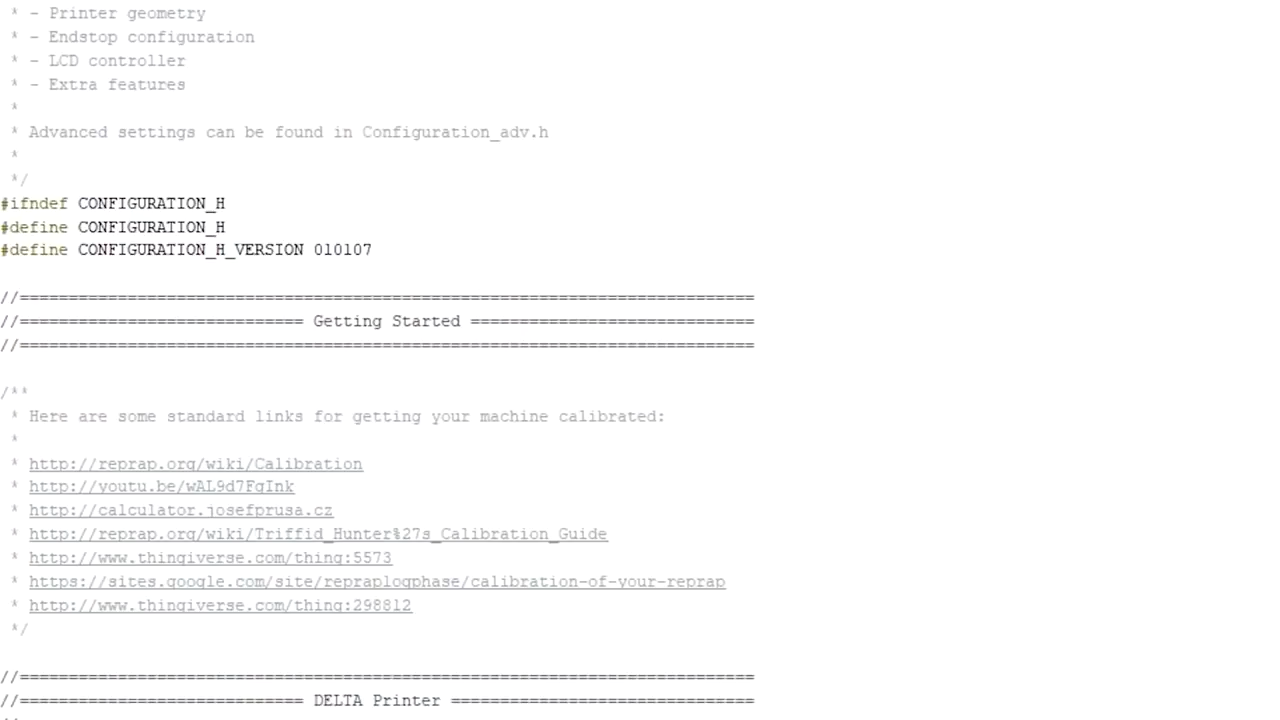 * - Printer geometry
* - Endstop configuration
* - LCD controller
* - Extra features
*
* Advanced settings can be found in Configuration_adv.h
*
*/
#ifndef CONFIGURATION_H
#define CONFIGURATION_H
#define CONFIGURATION_H_VERSION 010107
//===========================================================================
//============================= Getting Started =============================
//===========================================================================
/**
* Here are some standard links for getting your machine calibrated:
*
* http://reprap.org/wiki/Calibration
* http://youtu.be/wAL9d7FgInk
* http://calculator.josefprusa.cz
* http://reprap.org/wiki/Triffid_Hunter%27s_Calibration_Guide
* http://www.thingiverse.com/thing:5573
* https://sites.google.com/site/repraplogphase/calibration-of-your-reprap
* http://www.thingiverse.com/thing:298812
*/
//===========================================================================
//============================= DELTA Printer ===============================